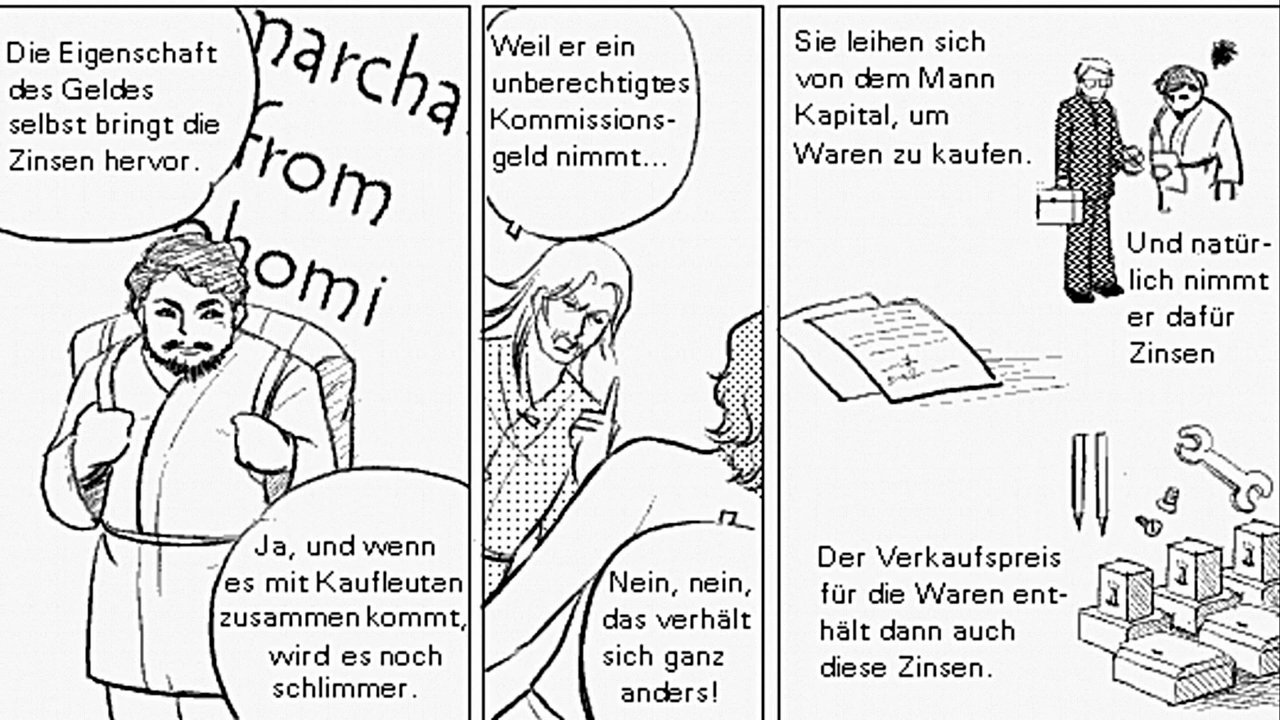 Die Eigenschaft
des Geldes
selbst bringt die
Zinsen hervor.
narcha
from
homi
Ja, und wenn
es mit Kaufleuten
zusammen kommt,
wird es noch
schlimmer.
Weil er ein
unberechtigtes
Kommissions-
geld nimmt...
Nein, nein,
das verhält
sich ganz
anders!
Sie leihen sich
von dem Mann
Kapital, um
Waren zu kaufen.
Und natür-
lich nimmt
er dafür
Zinsen
Der Verkaufspreis
für die Waren ent-
hält dann auch
diese Zinsen.